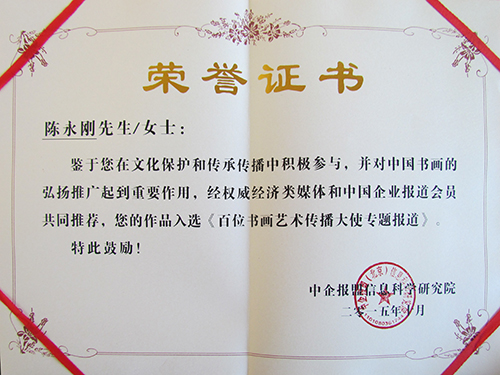 荣誉证书
陈永刚先生/女士：
鉴于您在文化保护和传承传播中积极参与，并对中国书画的
弘扬推广起到重要作用，经权威经济类媒体和中国企业报道会员
共同推荐，您的作品入选《百位书画艺术传播大使专题报道》。
特此鼓励！
中企报盟信息科学研究院
二〇一五年十月